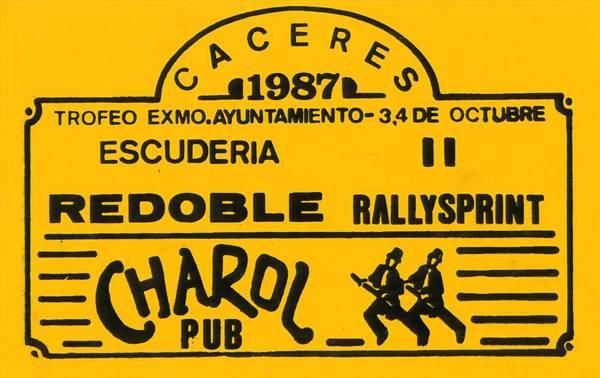 CACERES
1987
TROFEO EXMO.AYUNTAMIENTO-3,4 DE OCTUBRE
ESCUDERIA II
REDOBLE RALLYSPRINT
CHAROL
PUB